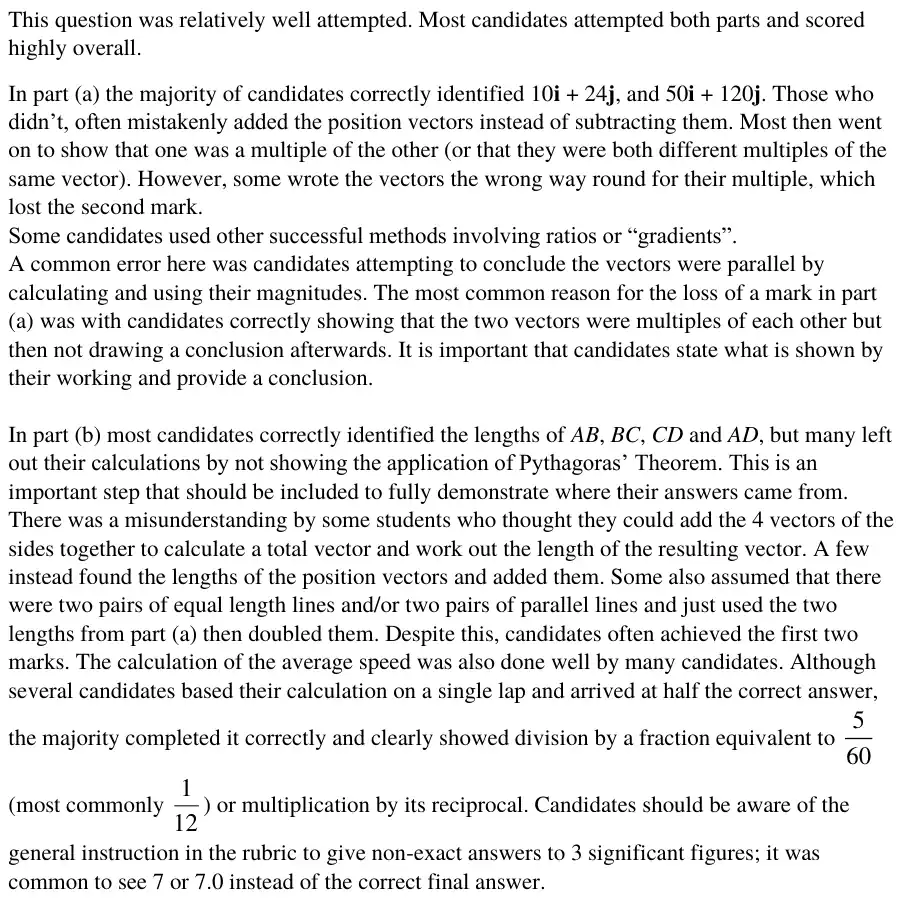 This question was relatively well attempted. Most candidates attempted both parts and scored
highly overall.
In part (a) the majority of candidates correctly identified 10i + 24j, and 50i + 120j. Those who
didn’t, often mistakenly added the position vectors instead of subtracting them. Most then went
on to show that one was a multiple of the other (or that they were both different multiples of the
same vector). However, some wrote the vectors the wrong way round for their multiple, which
lost the second mark.
Some candidates used other successful methods involving ratios or “gradients”.
A common error here was candidates attempting to conclude the vectors were parallel by
calculating and using their magnitudes. The most common reason for the loss of a mark in part
(a) was with candidates correctly showing that the two vectors were multiples of each other but
then not drawing a conclusion afterwards. It is important that candidates state what is shown by
their working and provide a conclusion.
In part (b) most candidates correctly identified the lengths of AB, BC, CD and AD, but many left
out their calculations by not showing the application of Pythagoras’ Theorem. This is an
important step that should be included to fully demonstrate where their answers came from.
There was a misunderstanding by some students who thought they could add the 4 vectors of the
sides together to calculate a total vector and work out the length of the resulting vector. A few
instead found the lengths of the position vectors and added them. Some also assumed that there
were two pairs of equal length lines and/or two pairs of parallel lines and just used the two
lengths from part (a) then doubled them. Despite this, candidates often achieved the first two
marks. The calculation of the average speed was also done well by many candidates. Although
several candidates based their calculation on a single lap and arrived at half the correct answer,
the majority completed it correctly and clearly showed division by a fraction equivalent to 5/60
(most commonly 1/12) or multiplication by its reciprocal. Candidates should be aware of the
general instruction in the rubric to give non-exact answers to 3 significant figures; it was
common to see 7 or 7.0 instead of the correct final answer.